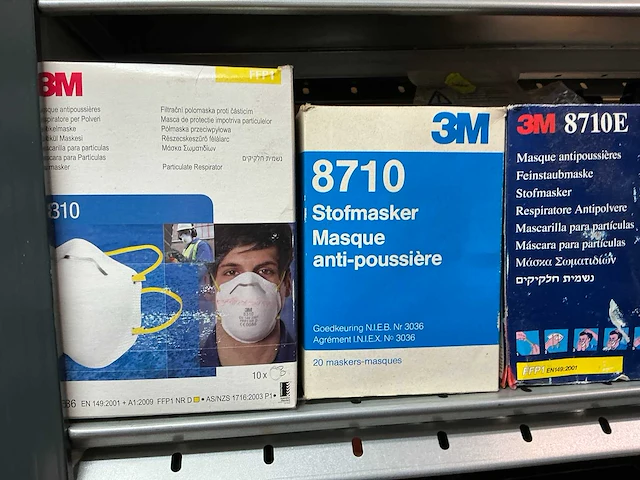 3M
FFP1
masque antipoussières
Respiratore per Polveri
Mascarilla para partículas
Máscara para Partículas
Filtrační polomaska proti částicím
Masca de protectie impotriva particulelor
Półmaska przeciwpyłowa
Részecskeszűrő félálarc
Μάσκα Σωματιδίων
נשמית חלקיקים
Particulate Respirator
810
10 x
EN 149:2001 + A1:2009 FFP1 NR D • AS/NZS 1716:2003 P1
3M
8710
Stofmasker
Masque
anti-poussière
Goedkeuring N.I.E.B. Nr 3036
Agrément I.N.I.EX. No 3036
20 maskers-masques
3M 8710E
Masque antipoussières
Feinstaubmaske
Stofmasker
Respiratore Antipolvere
Mascarilla para partículas
Máscara para partículas
Μάσκα Σωματιδίων
נשמית חלקיקים
FFP1 EN149:2001